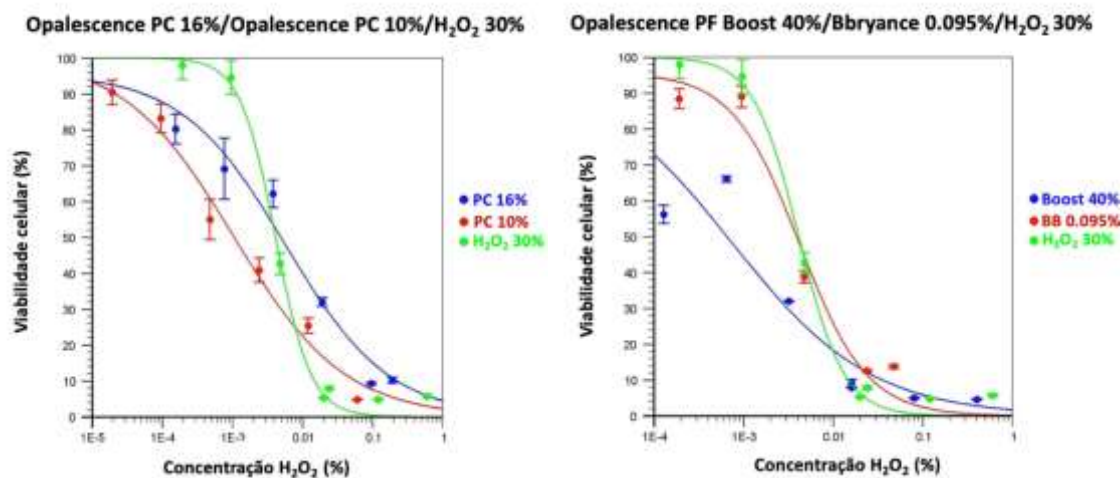 Opalescence PC 16%/Opalescence PC 10%/H₂O₂ 30%
Viabilidade celular (%)
100
90
80
70
60
50
40
30
20
10
0
1E-5
1E-4
1E-3
0.01
0.1
1
Concentração H₂O₂ (%)
PC 16%
PC 10%
H₂O₂ 30%
Opalescence PF Boost 40%/Bbryance 0.095%/H₂O₂ 30%
Viabilidade celular (%)
100
90
80
70
60
50
40
30
20
10
0
1E-4
1E-3
0.01
0.1
1
Concentração H₂O₂ (%)
Boost 40%
BB 0.095%
H₂O₂ 30%